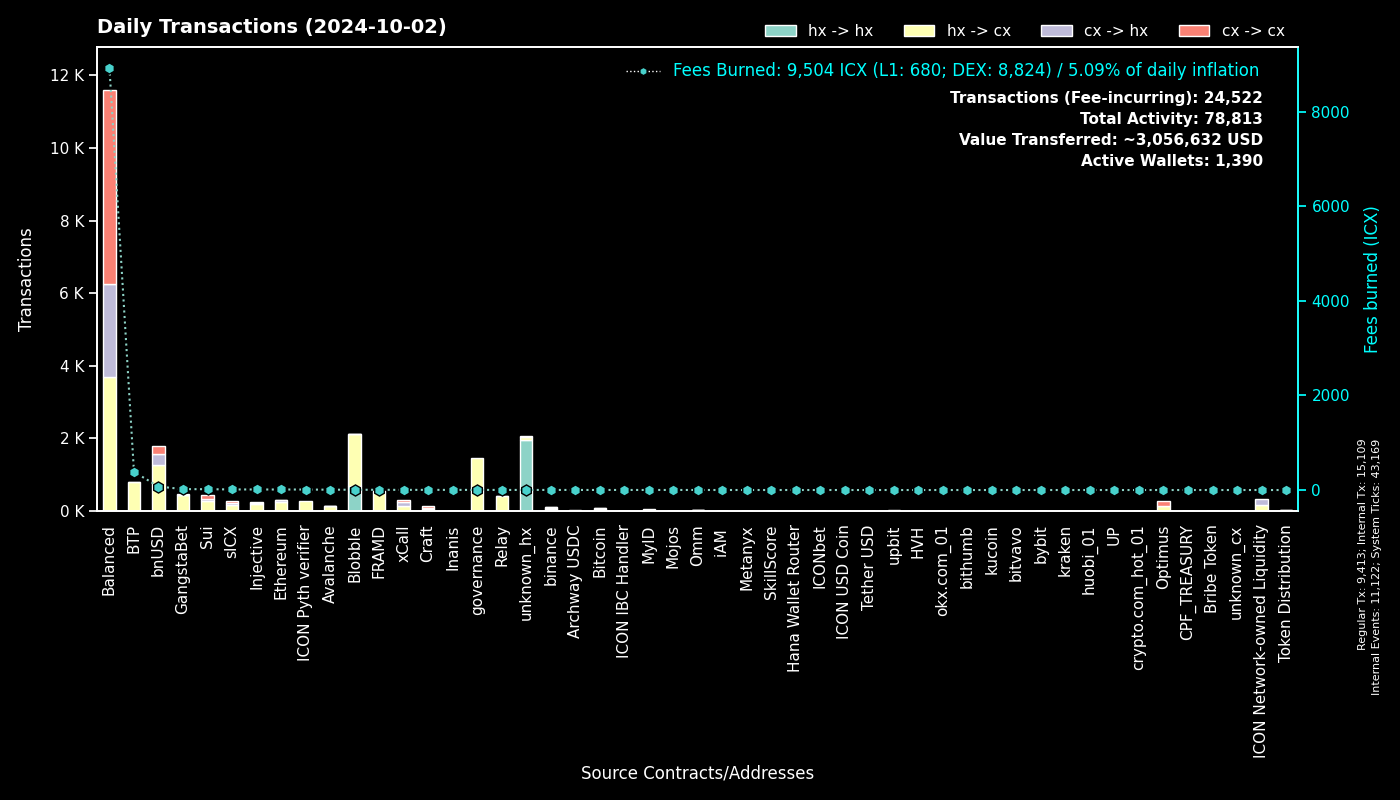 Daily Transactions (2024-10-02)
hx -> hx
hx -> cx
cx -> hx
cx -> cx
Fees Burned: 9,504 ICX (L1: 680; DEX: 8,824) / 5.09% of daily inflation
Transactions (Fee-incurring): 24,522
Total Activity: 78,813
Value Transferred: ~3,056,632 USD
Active Wallets: 1,390
Transactions
12 K
10 K
8 K
6 K
4 K
2 K
0 K
8000
6000
4000
2000
0
Fees burned (ICX)
Balanced
BTP
bnUSD
GangstaBet
Sui
sICX
Injective
Ethereum
ICON Pyth verifier
Avalanche
Blobble
FRAMD
xCall
Craft
Inanis
governance
Relay
unknown_hx
binance
Archway USDC
Bitcoin
ICON IBC Handler
MyID
Mojos
Omm
iAM
Metanyx
SkillScore
Hana Wallet Router
ICONbet
ICON USD Coin
Tether USD
upbit
HVH
okx.com_01
bithumb
kucoin
bitvavo
bybit
kraken
huobi_01
UP
crypto.com_hot_01
Optimus
CPF_TREASURY
Bribe Token
unknown_cx
ICON Network-owned Liquidity
Token Distribution
Source Contracts/Addresses
Regular Tx: 9,413; Internal Tx: 15,109
Internal Events: 11,122; System Ticks: 43,169